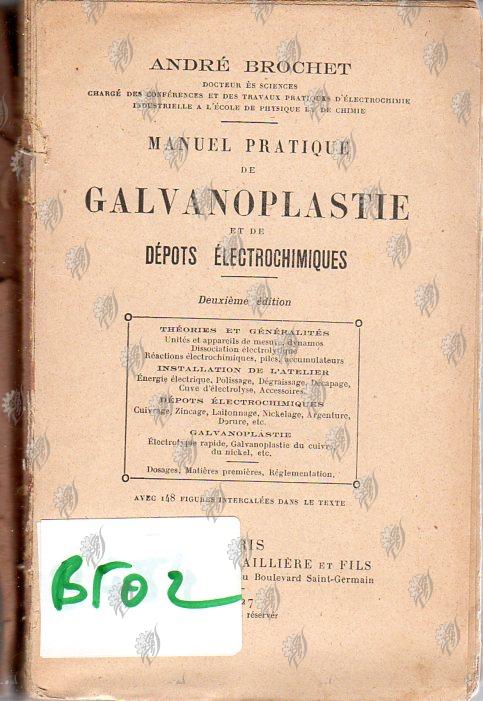 ANDRÉ BROCHET
DOCTEUR ÈS SCIENCES
CHARGÉ DES CONFÉRENCES ET DES TRAVAUX PRATIQUES D'ÉLECTROCHIMIE
INDUSTRIELLE A L'ÉCOLE DE PHYSIQUE ET DE CHIMIE
MANUEL PRATIQUE
DE
GALVANOPLASTIE
ET DE
DÉPOTS ÉLECTROCHIMIQUES
Deuxième édition
THÉORIES ET GÉNÉRALITÉS
Unités et appareils de mesure, dynamos
Dissociation électrolytique
Réactions électrochimiques, piles, accumulateurs
INSTALLATION DE L'ATELIER
Énergie électrique, Polissage, Dégraissage, Décapage,
Cuve d'électrolyse, Accessoires.
DÉPOTS ÉLECTROCHIMIQUES
Cuivrage, Zincage, Laitonnage, Nickelage, Argenture,
Dorure, etc.
GALVANOPLASTIE
Électrotypie rapide, Galvanoplastie du cuivre,
du nickel, etc.
Dosages, Matières premières, Réglementation.
AVEC 148 FIGURES INTERCALÉES DANS LE TEXTE
RIS
AILLIÈRE ET FILS
du Boulevard Saint-Germain
27
réservés